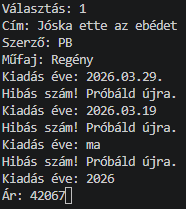 Választás: 1
Cím: Jóska ette az ebédet
Szerző: PB
Műfaj: Regény
Kiadás éve: 2026.03.29.
Hibás szám! Próbáld újra.
Kiadás éve: 2026.03.19
Hibás szám! Próbáld újra.
Kiadás éve: ma
Hibás szám! Próbáld újra.
Kiadás éve: 2026
Ár: 42067